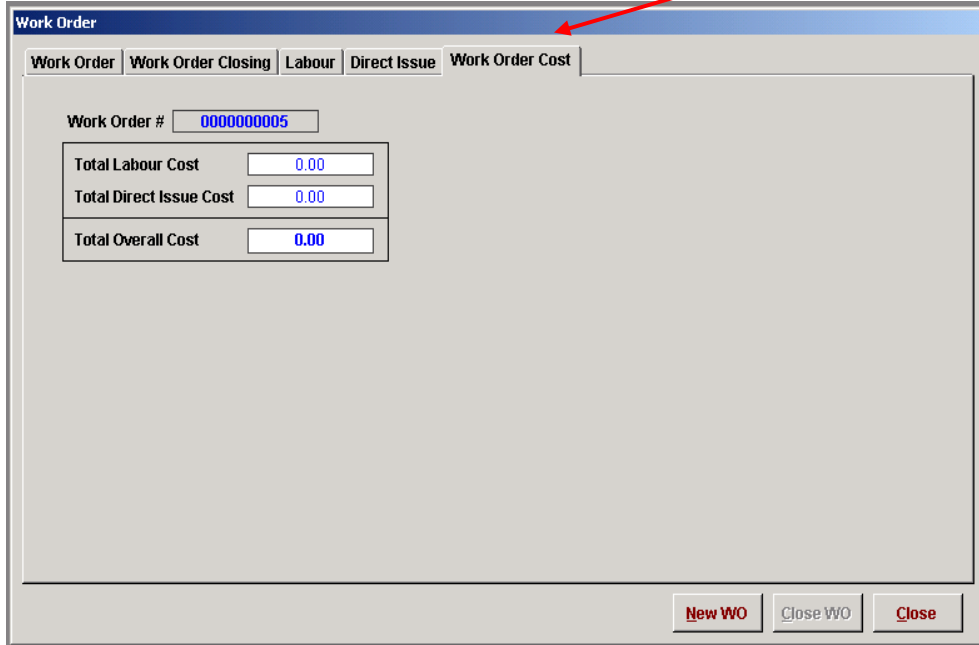 Work Order
Work Order Work Order Closing Labour Direct Issue Work Order Cost
Work Order # 0000000005
Total Labour Cost 0.00
Total Direct Issue Cost 0.00
Total Overall Cost 0.00
New WO Close WO Close